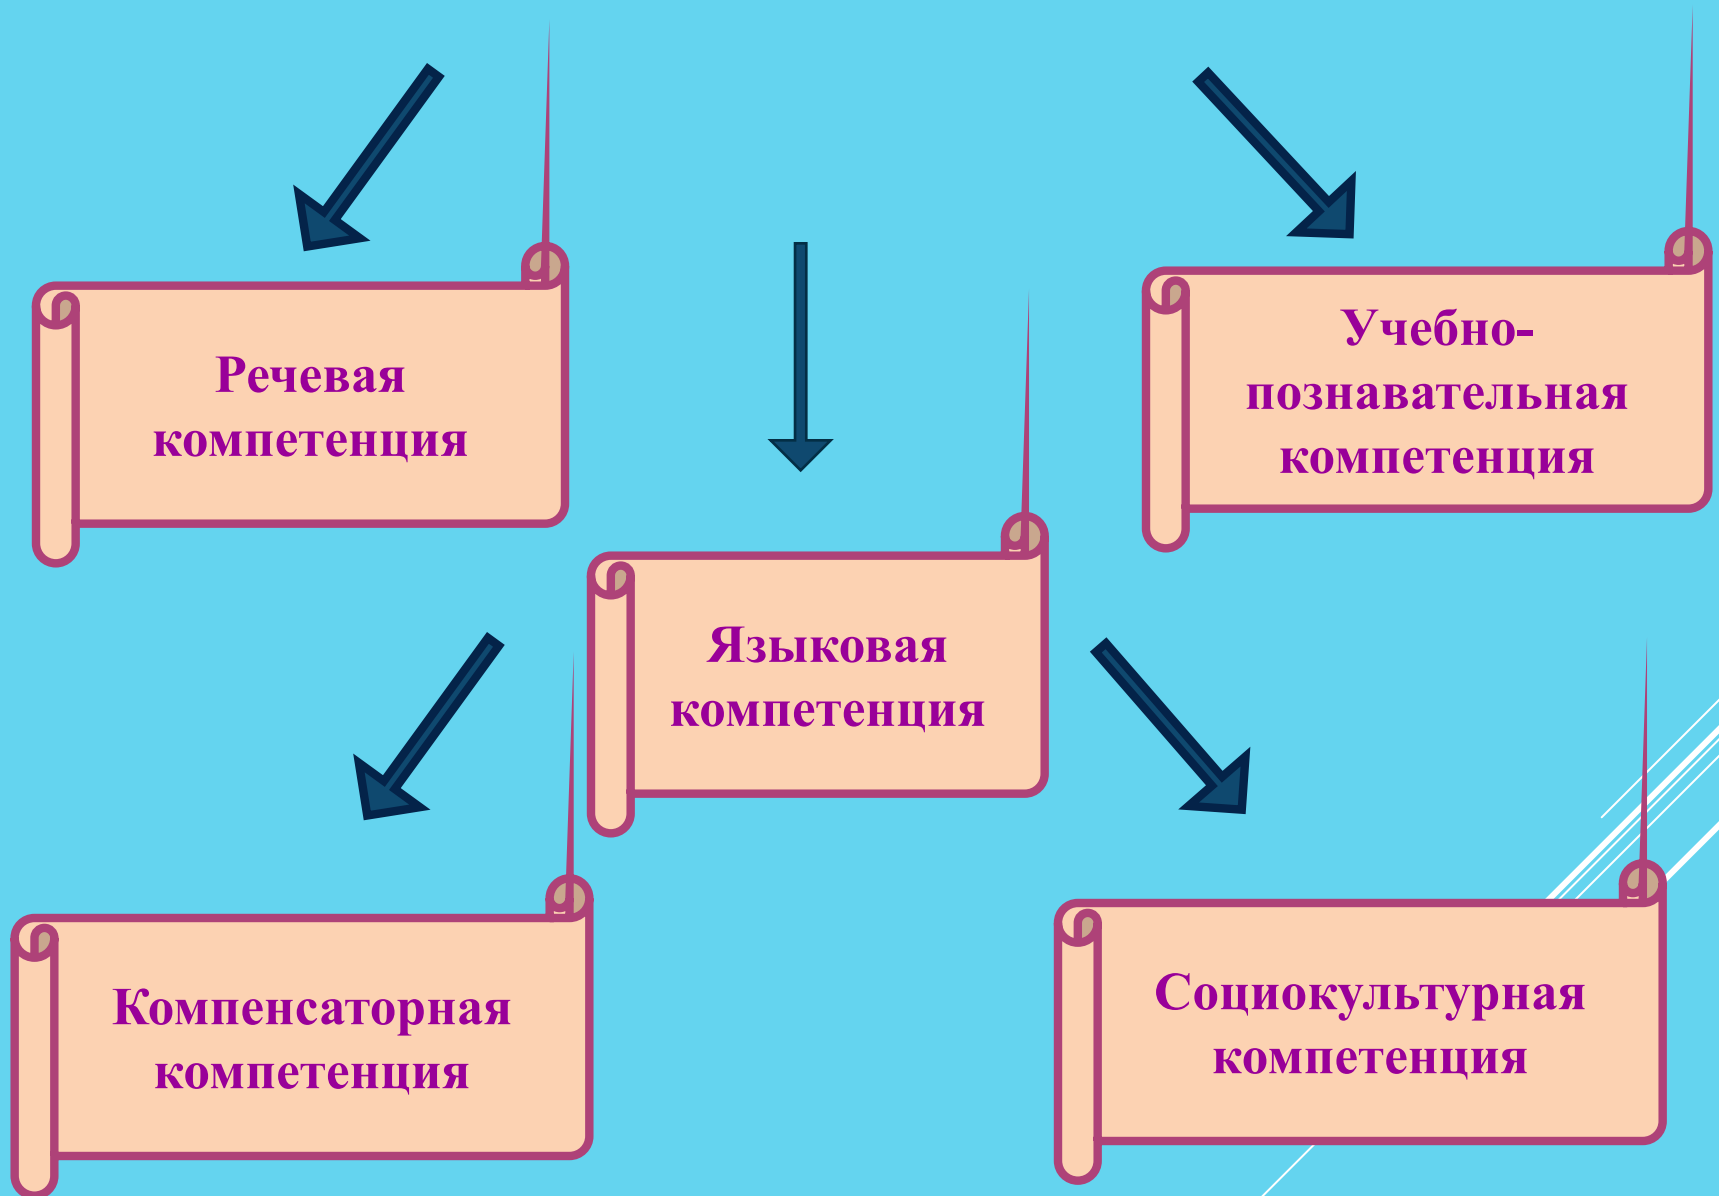 Речевая
компетенция
Учебно-
познавательная
компетенция
Языковая
компетенция
Компенсаторная
компетенция
Социокультурная
компетенция